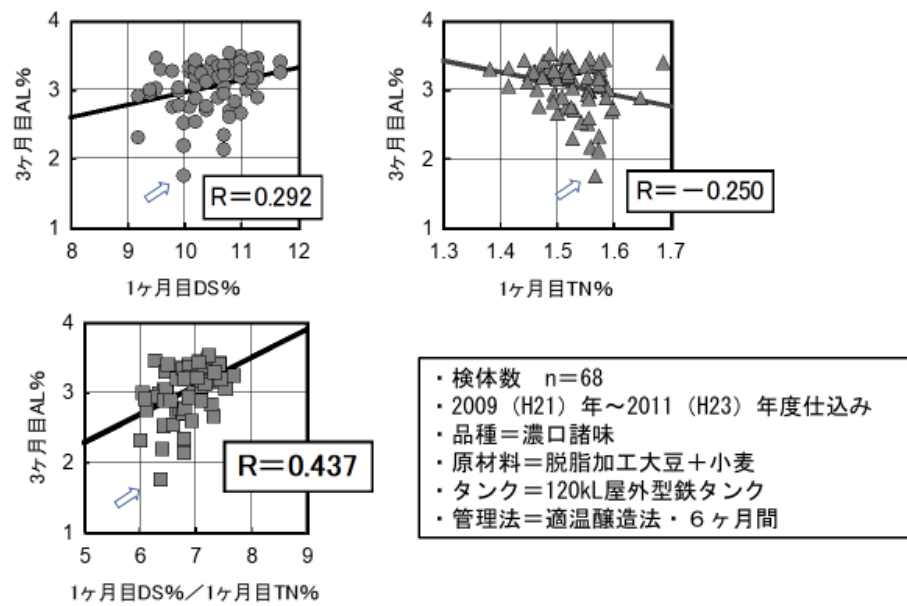 4
3
2
1
3ヶ月目AL%
R=0.292
8 9 10 11 12
1ヶ月目DS%
4
3
2
1
3ヶ月目AL%
R=-0.250
1.3 1.4 1.5 1.6 1.7
1ヶ月目TN%
4
3
2
1
3ヶ月目AL%
R=0.437
5 6 7 8 9
1ヶ月目DS%/1ヶ月目TN%
・検体数 n=68
・2009(H21)年~2011(H23)年度仕込み
・品種=濃口諸味
・原材料=脱脂加工大豆+小麦
・タンク=120kL屋外型鉄タンク
・管理法=適温醸造法・6ヶ月間